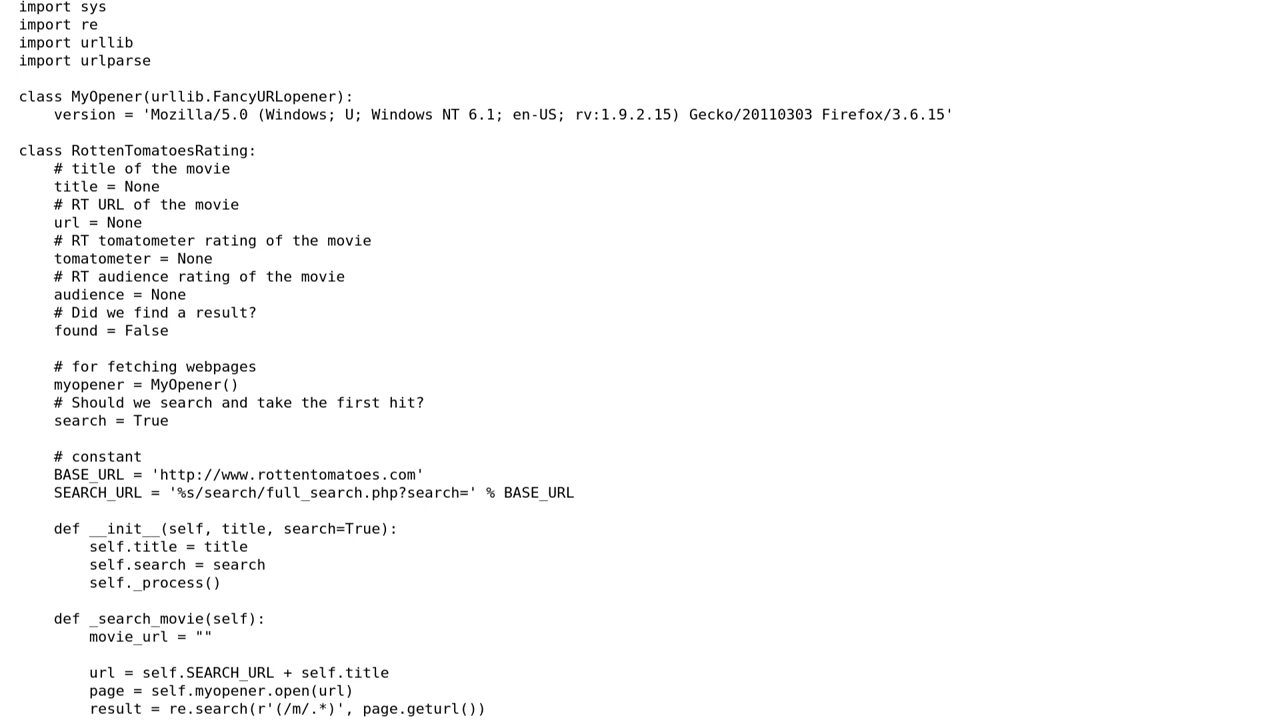 import sys
import re
import urllib
import urlparse

class MyOpener(urllib.FancyURLopener):
    version = 'Mozilla/5.0 (Windows; U; Windows NT 6.1; en-US; rv:1.9.2.15) Gecko/20110303 Firefox/3.6.15'

class RottenTomatoesRating:
    # title of the movie
    title = None
    # RT URL of the movie
    url = None
    # RT tomatometer rating of the movie
    tomatometer = None
    # RT audience rating of the movie
    audience = None
    # Did we find a result?
    found = False

    # for fetching webpages
    myopener = MyOpener()
    # Should we search and take the first hit?
    search = True

    # constant
    BASE_URL = 'http://www.rottentomatoes.com'
    SEARCH_URL = '%s/search/full_search.php?search=' % BASE_URL

    def __init__(self, title, search=True):
        self.title = title
        self.search = search
        self._process()

    def _search_movie(self):
        movie_url = ""

        url = self.SEARCH_URL + self.title
        page = self.myopener.open(url)
        result = re.search(r'(/m/.*)', page.geturl())